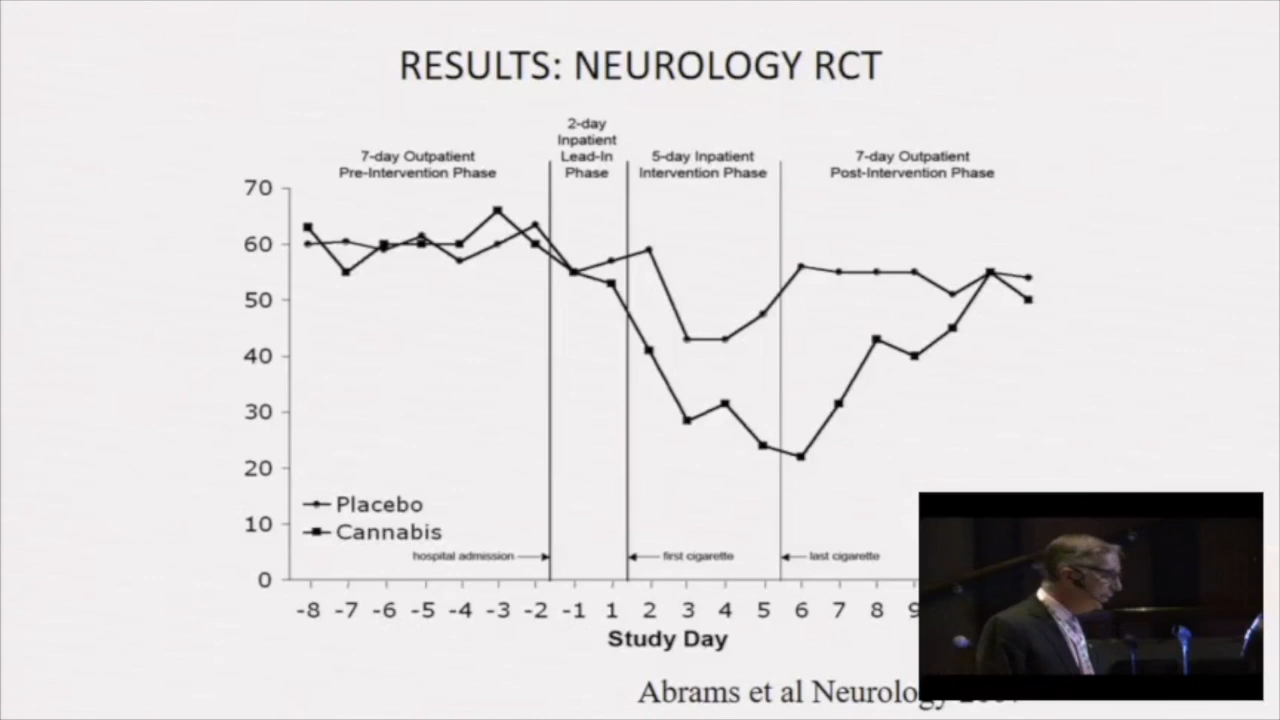 RESULTS: NEUROLOGY RCT
2-day
Inpatient
Lead-In
Phase
7-day Outpatient
Pre-Intervention Phase
5-day Inpatient
Intervention Phase
7-day Outpatient
Post-Intervention Phase
70
60
50
40
30
20
10
0
Placebo
Cannabis
hospital admission
first cigarette
last cigarette
-8 -7 -6 -5 -4 -3 -2 -1 1 2 3 4 5 6 7 8 9
Study Day
Abrams et al Neurology